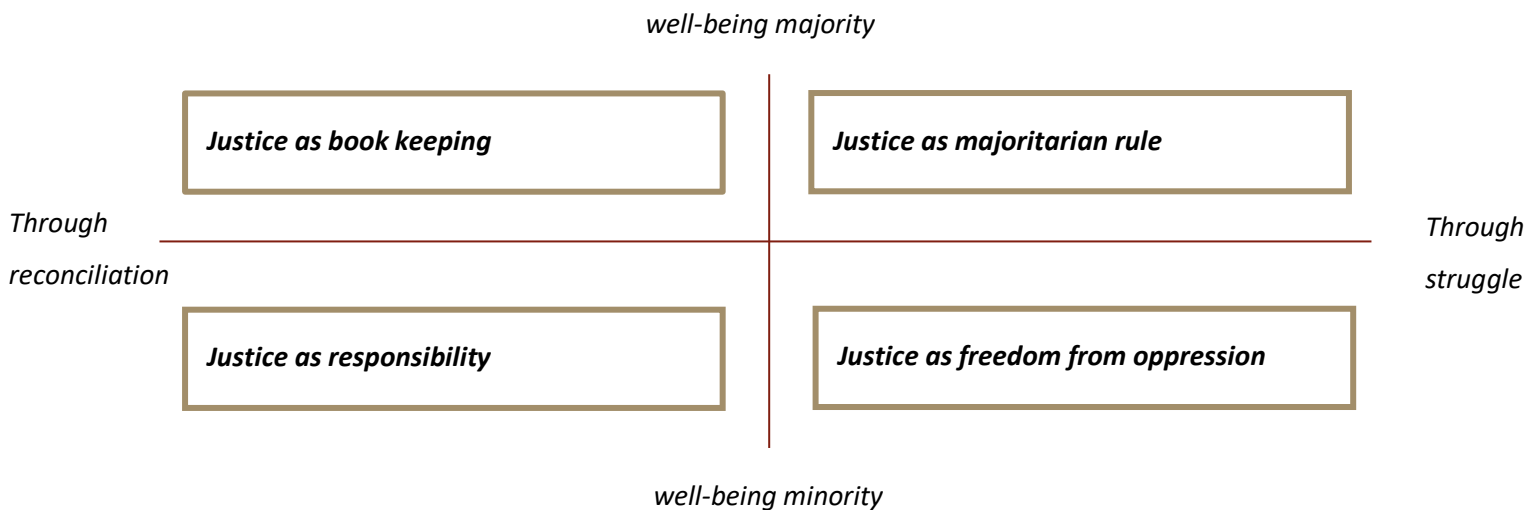 well-being majority
Justice as book keeping
Justice as majoritarian rule
Through
reconciliation
Through
struggle
Justice as responsibility
Justice as freedom from oppression
well-being minority